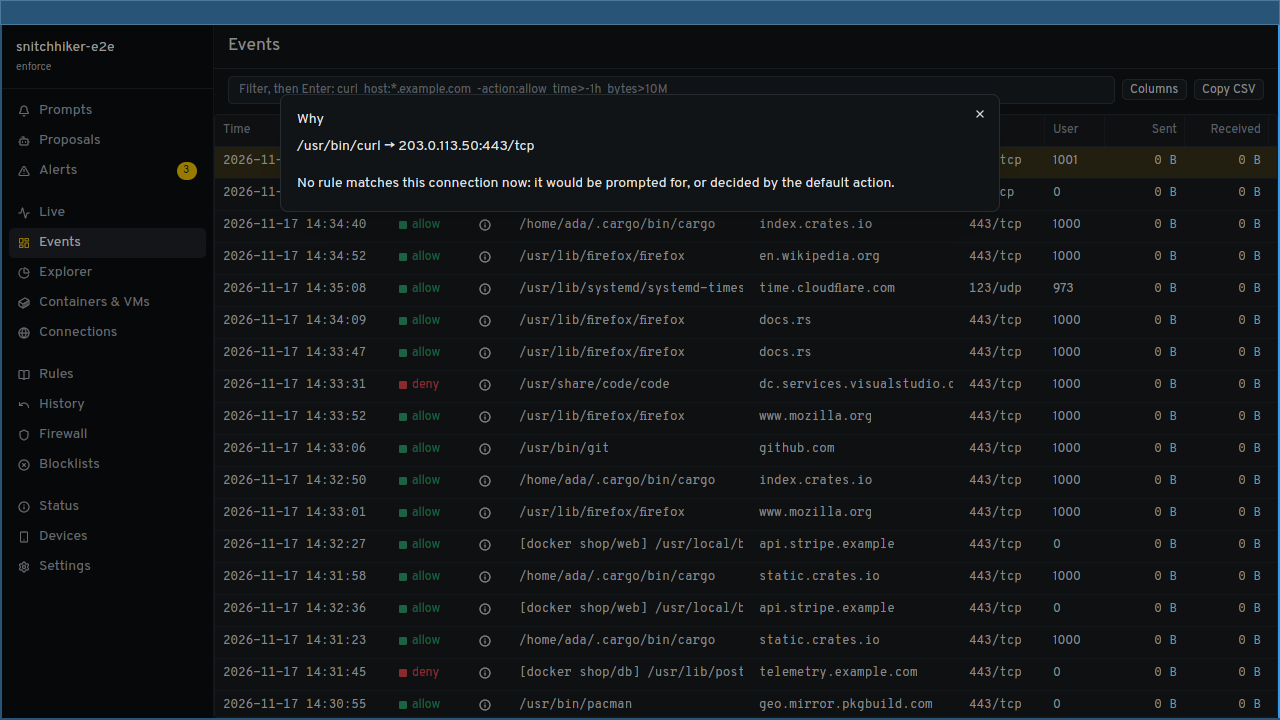 snitchhiker-e2e
enforce
Prompts
Proposals
Alerts 3
Live
Events
Explorer
Containers & VMs
Connections
Rules
History
Firewall
Blocklists
Status
Devices
Settings
Events
Filter, then Enter: curl host:*.example.com -action:allow time>-1h bytes>10M
Columns
Copy CSV
Why
/usr/bin/curl → 203.0.113.50:443/tcp
No rule matches this connection now: it would be prompted for, or decided by the default action.
Time User Sent Received
2026-11- tcp 1001 0 B 0 B
2026-11- cp 0 0 B 0 B
2026-11-17 14:34:40 allow /home/ada/.cargo/bin/cargo index.crates.io 443/tcp 1000 0 B 0 B
2026-11-17 14:34:52 allow /usr/lib/firefox/firefox en.wikipedia.org 443/tcp 1000 0 B 0 B
2026-11-17 14:35:08 allow /usr/lib/systemd/systemd-times time.cloudflare.com 123/udp 973 0 B 0 B
2026-11-17 14:34:09 allow /usr/lib/firefox/firefox docs.rs 443/tcp 1000 0 B 0 B
2026-11-17 14:33:47 allow /usr/lib/firefox/firefox docs.rs 443/tcp 1000 0 B 0 B
2026-11-17 14:33:31 deny /usr/share/code/code dc.services.visualstudio.c 443/tcp 1000 0 B 0 B
2026-11-17 14:33:52 allow /usr/lib/firefox/firefox www.mozilla.org 443/tcp 1000 0 B 0 B
2026-11-17 14:33:06 allow /usr/bin/git github.com 443/tcp 1000 0 B 0 B
2026-11-17 14:32:50 allow /home/ada/.cargo/bin/cargo index.crates.io 443/tcp 1000 0 B 0 B
2026-11-17 14:33:01 allow /usr/lib/firefox/firefox www.mozilla.org 443/tcp 1000 0 B 0 B
2026-11-17 14:32:27 allow [docker shop/web] /usr/local/b api.stripe.example 443/tcp 0 0 B 0 B
2026-11-17 14:31:58 allow /home/ada/.cargo/bin/cargo static.crates.io 443/tcp 1000 0 B 0 B
2026-11-17 14:32:36 allow [docker shop/web] /usr/local/b api.stripe.example 443/tcp 0 0 B 0 B
2026-11-17 14:31:23 allow /home/ada/.cargo/bin/cargo static.crates.io 443/tcp 1000 0 B 0 B
2026-11-17 14:31:45 deny [docker shop/db] /usr/lib/post telemetry.example.com 443/tcp 0 0 B 0 B
2026-11-17 14:30:55 allow /usr/bin/pacman geo.mirror.pkgbuild.com 443/tcp 0 0 B 0 B